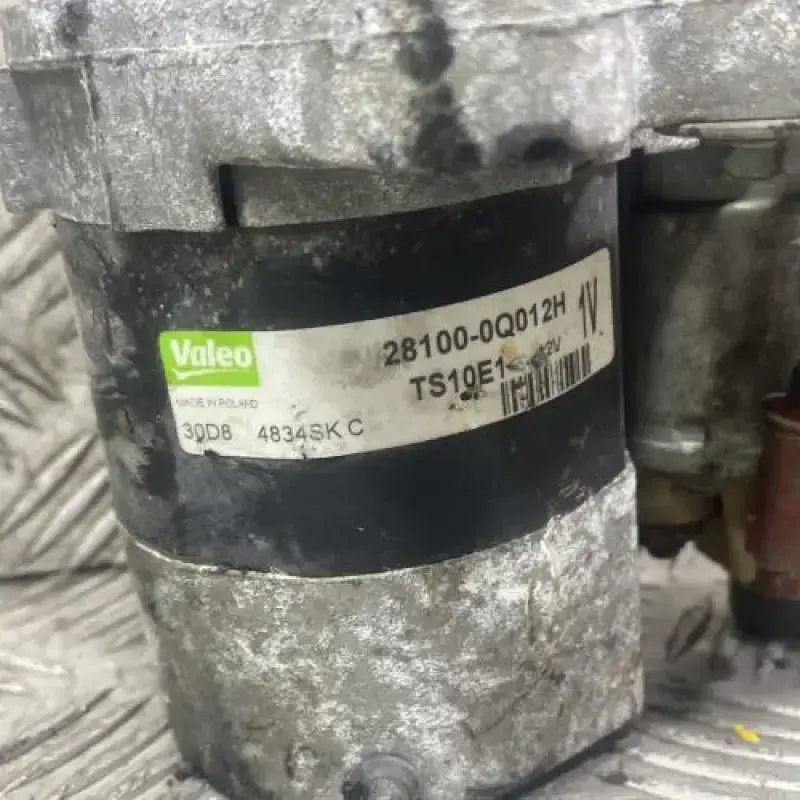 Valeo
28100-0Q012H 1V
TS10E1
MADE IN POLAND
30D8 4834SK C